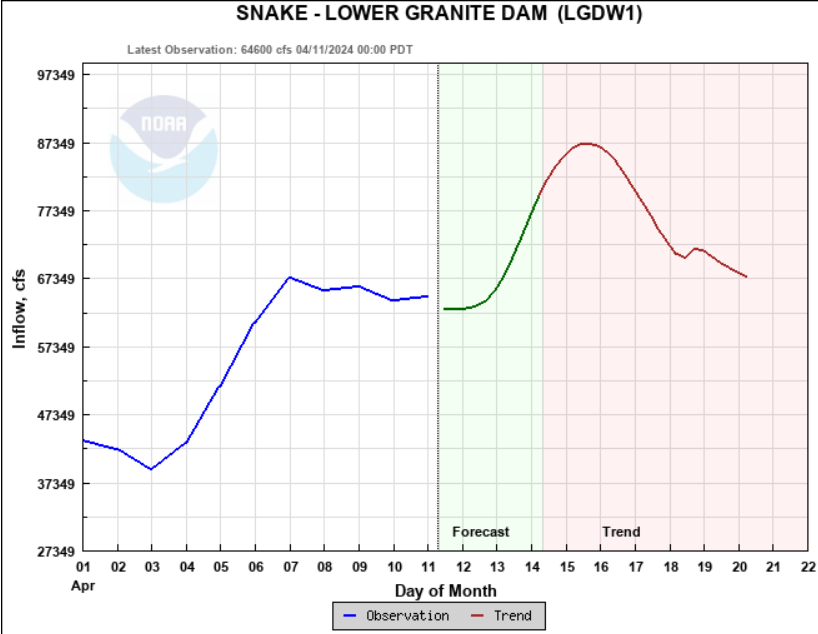 SNAKE - LOWER GRANITE DAM (LGDW1)
Latest Observation: 64600 cfs 04/11/2024 00:00 PDT
NOAA
Inflow, cfs
97349
87349
77349
67349
57349
47349
37349
27349
Forecast
Trend
01 02 03 04 05 06 07 08 09 10 11 12 13 14 15 16 17 18 19 20 21 22
Apr
Day of Month
Observation Trend